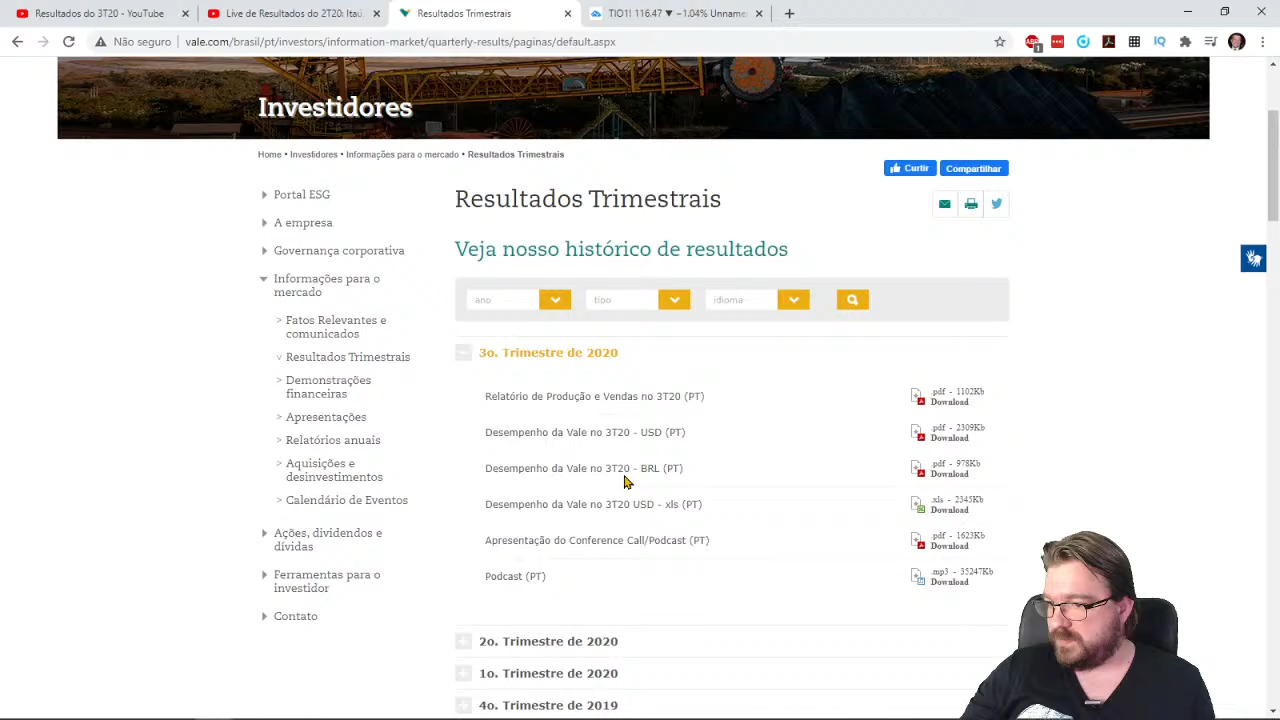 Resultados do 3T20 - YouTube
Live de Resultados do 2T20: Itaú
Resultados Trimestrais
TIO1! 116.47 ▼ −1.04% Unname
Não seguro | vale.com/brasil/pt/investors/information-market/quarterly-results/paginas/default.aspx
ABP
1
IQ
Investidores
Home • Investidores • Informações para o mercado • Resultados Trimestrais
Curtir
Compartilhar
Portal ESG
A empresa
Governança corporativa
Informações para o
mercado
> Fatos Relevantes e
comunicados
v Resultados Trimestrais
> Demonstrações
financeiras
> Apresentações
> Relatórios anuais
> Aquisições e
desinvestimentos
> Calendário de Eventos
Ações, dividendos e
dívidas
Ferramentas para o
investidor
Contato
Resultados Trimestrais
Veja nosso histórico de resultados
ano
tipo
idioma
3o. Trimestre de 2020
Relatório de Produção e Vendas no 3T20 (PT)
.pdf - 1102Kb
Download
Desempenho da Vale no 3T20 - USD (PT)
.pdf - 2309Kb
Download
Desempenho da Vale no 3T20 - BRL (PT)
.pdf - 978Kb
Download
Desempenho da Vale no 3T20 USD - xls (PT)
.xls - 2345Kb
Download
Apresentação do Conference Call/Podcast (PT)
.pdf - 1623Kb
Download
Podcast (PT)
.mp3 - 35247Kb
Download
2o. Trimestre de 2020
1o. Trimestre de 2020
4o. Trimestre de 2019